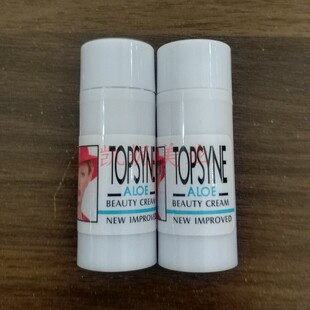 TOPSYNE
ALOE
BEAUTY CREAM
NEW IMPROVED
TOPSYNE
ALOE
BEAUTY CREAM
NEW IMPROVED